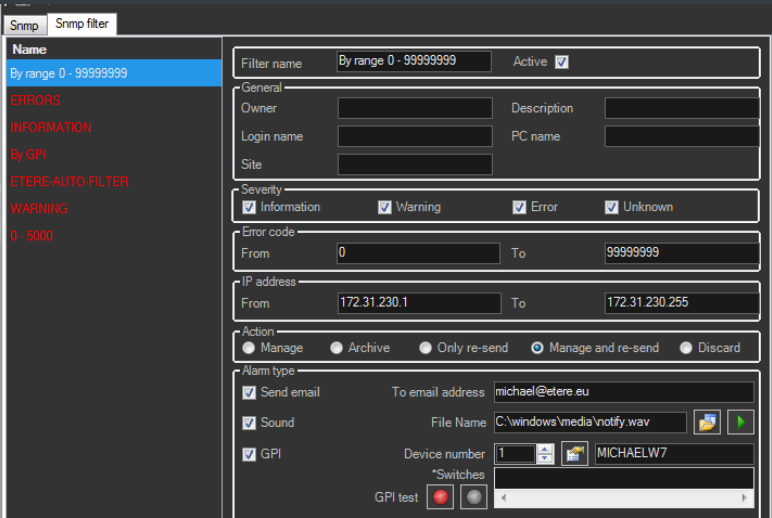 Snmp Snmp filter
Name
By range 0 - 99999999
ERRORS
INFORMATION
By GPI
ETERE-AUTO-FILTER
WARNING
0 - 5000
Filter name By range 0 - 99999999 Active
General
Owner Description
Login name PC name
Site
Severity
Information Warning Error Unknown
Error code
From 0 To 99999999
IP address
From 172.31.230.1 To 172.31.230.255
Action
Manage Archive Only re-send Manage and re-send Discard
Alarm type
Send email To email address michael@etere.eu
Sound File Name C:\windows\media\notify.wav
GPI Device number 1 MICHAELW7
*Switches
GPI test